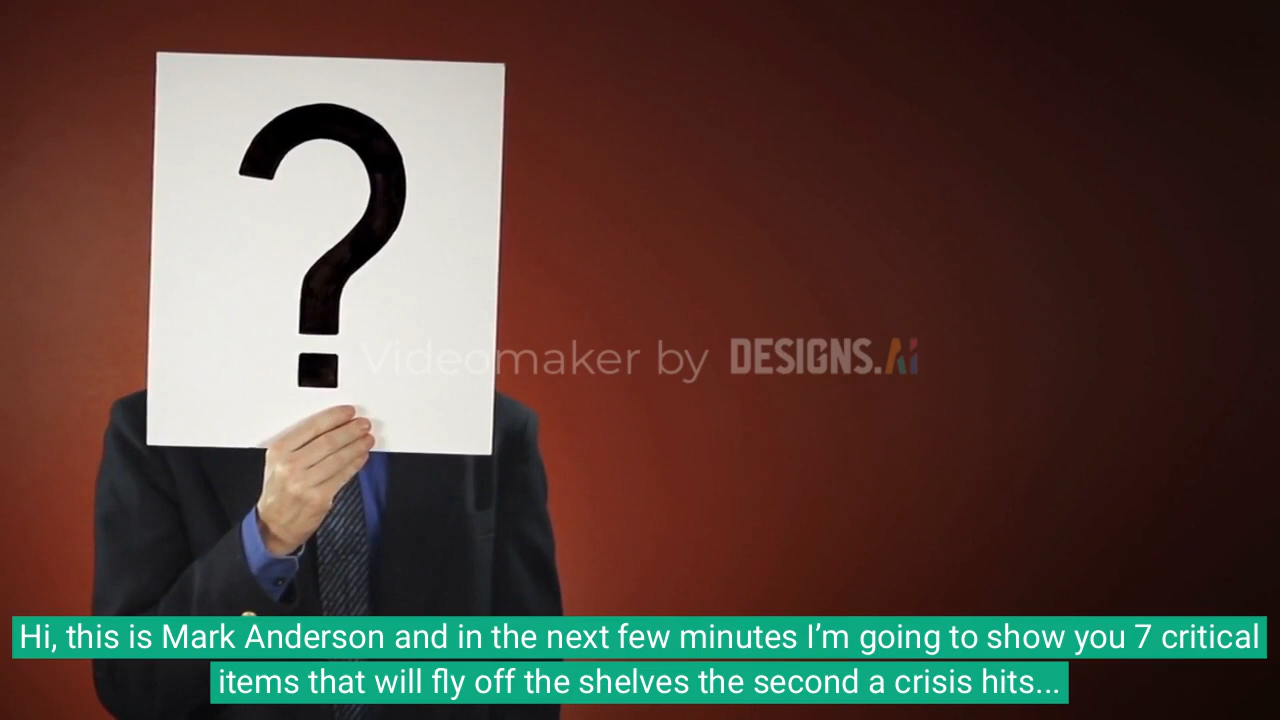 ?
Videomaker by DESIGNS.Ai
Hi, this is Mark Anderson and in the next few minutes I’m going to show you 7 critical
items that will fly off the shelves the second a crisis hits...